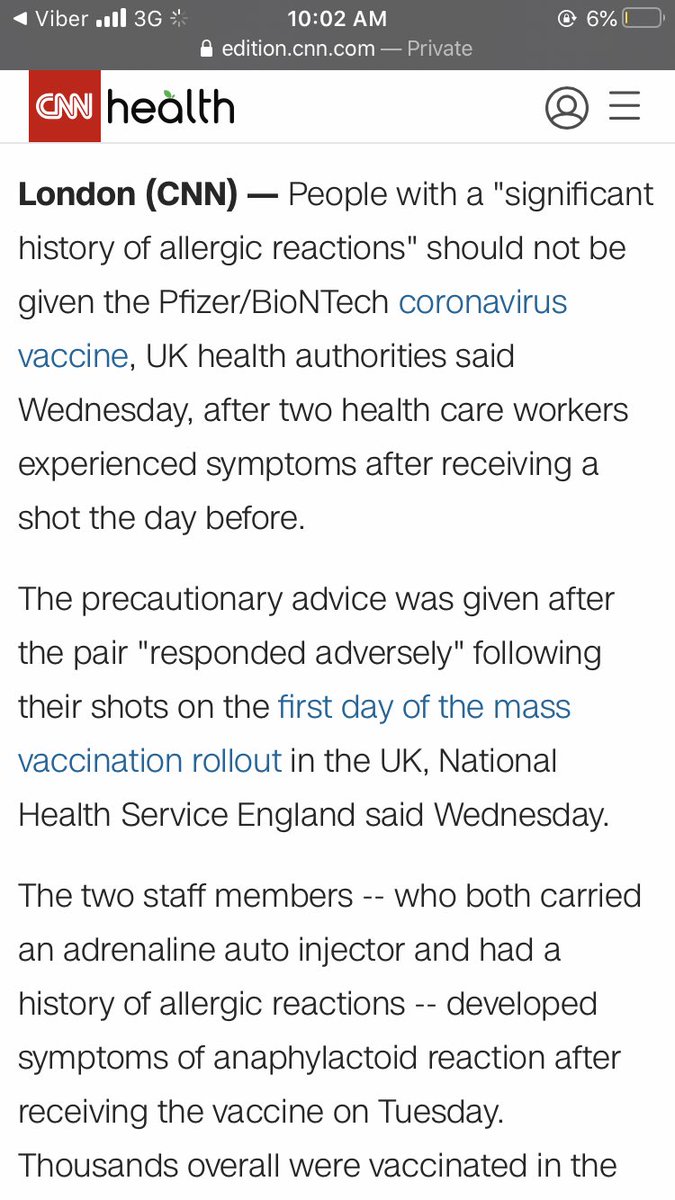 Viber 3G 10:02 AM 6%
edition.cnn.com — Private
CNN health
London (CNN) — People with a "significant
history of allergic reactions" should not be
given the Pfizer/BioNTech coronavirus
vaccine, UK health authorities said
Wednesday, after two health care workers
experienced symptoms after receiving a
shot the day before.
The precautionary advice was given after
the pair "responded adversely" following
their shots on the first day of the mass
vaccination rollout in the UK, National
Health Service England said Wednesday.
The two staff members -- who both carried
an adrenaline auto injector and had a
history of allergic reactions -- developed
symptoms of anaphylactoid reaction after
receiving the vaccine on Tuesday.
Thousands overall were vaccinated in the